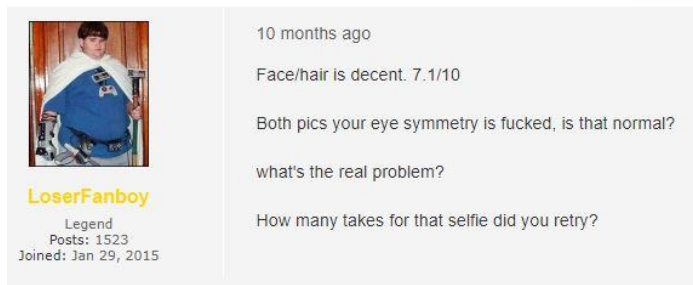 10 months ago
Face/hair is decent. 7.1/10
Both pics your eye symmetry is fucked, is that normal?
what's the real problem?
How many takes for that selfie did you retry?
LoserFanboy
Legend
Posts: 1523
Joined: Jan 29, 2015